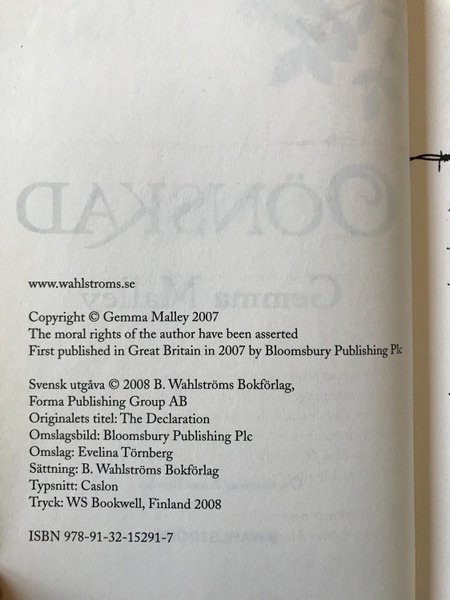 www.wahlstroms.se
Copyright © Gemma Malley 2007
The moral rights of the author have been asserted
First published in Great Britain in 2007 by Bloomsbury Publishing Plc
Svensk utgåva © 2008 B. Wahlströms Bokförlag,
Forma Publishing Group AB
Originalets titel: The Declaration
Omslagsbild: Bloomsbury Publishing Plc
Omslag: Evelina Törnberg
Sättning: B. Wahlströms Bokförlag
Typsnitt: Caslon
Tryck: WS Bookwell, Finland 2008
ISBN 978-91-32-15291-7